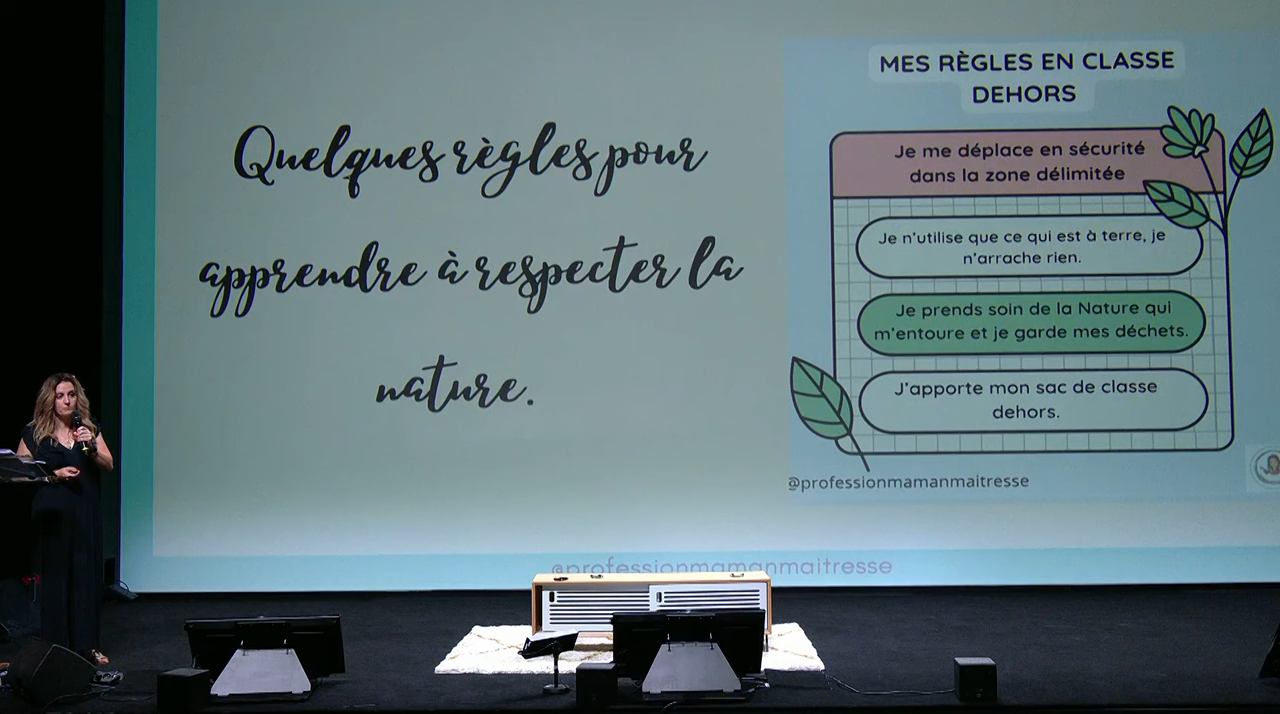 Quelques règles pour
apprendre à respecter la
nature.
MES RÈGLES EN CLASSE
DEHORS
Je me déplace en sécurité
dans la zone délimitée
Je n'utilise que ce qui est à terre, je
n'arrache rien.
Je prends soin de la Nature qui
m'entoure et je garde mes déchets.
J'apporte mon sac de classe
dehors.
@professionmamanmaitresse
@professionmamanmaitresse